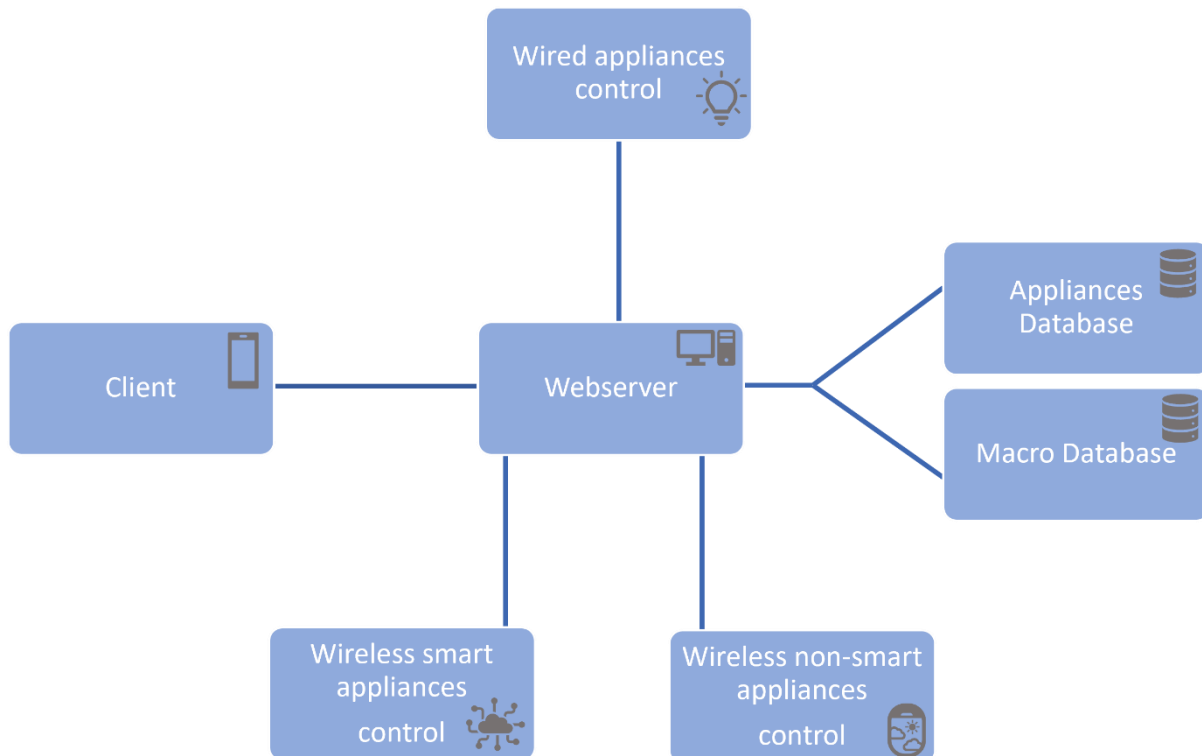 Wired appliances
control
Appliances
Database
Client
Webserver
Macro Database
Wireless smart
appliances
control
Wireless non-smart
appliances
control